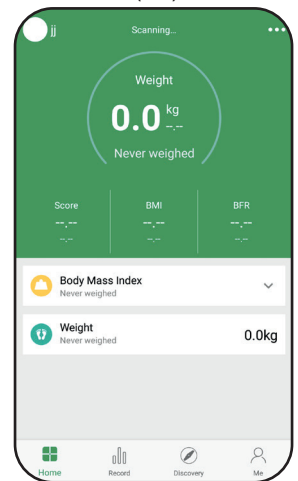 jj Scanning...
Weight
0.0 kg
--.--
Never weighed
Score BMI BFR
--.-- --.-- --.--
--.-- --.-- --.--
Body Mass Index
Never weighed
Weight
Never weighed
0.0kg
Home Record Discovery Me